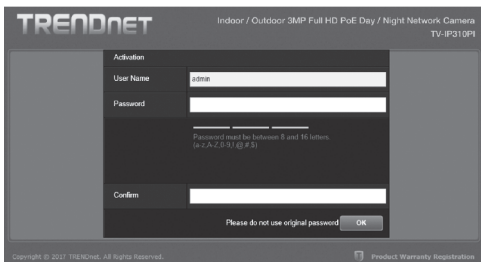 TRENDNET
Indoor / Outdoor 3MP Full HD PoE Day / Night Network Camera
TV-IP310PI
Activation
User Name
admin
Password
Password must be between 8 and 16 letters.
(a-z,A-Z,0-9,!,@,#,$)
Confirm
Please do not use original password
OK
Copyright © 2017 TRENDnet. All Rights Reserved.
Product Warranty Registration